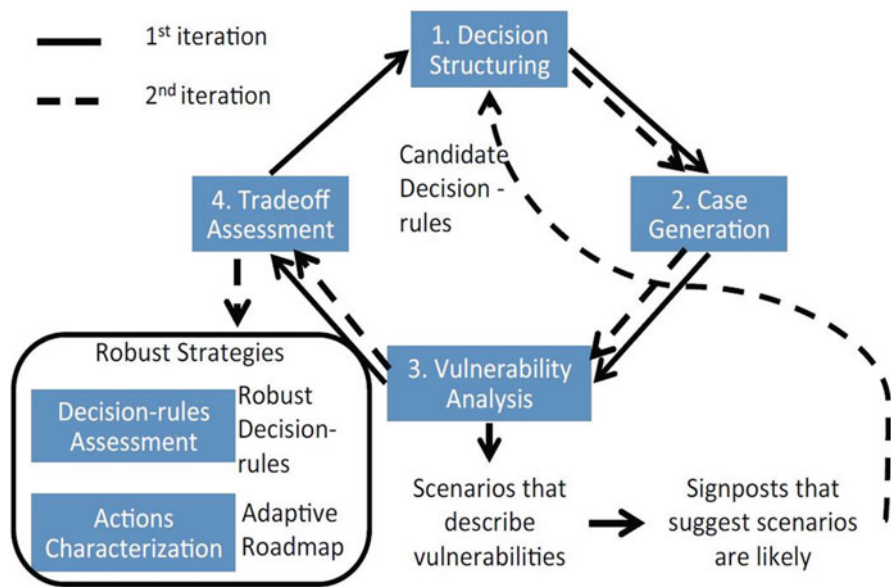 1st iteration
2nd iteration
1. Decision
Structuring
Candidate
Decision -
rules
4. Tradeoff
Assessment
2. Case
Generation
3. Vulnerability
Analysis
Robust Strategies
Decision-rules
Assessment
Robust
Decision-
rules
Actions
Characterization
Adaptive
Roadmap
Scenarios that
describe
vulnerabilities
Signposts that
suggest scenarios
are likely